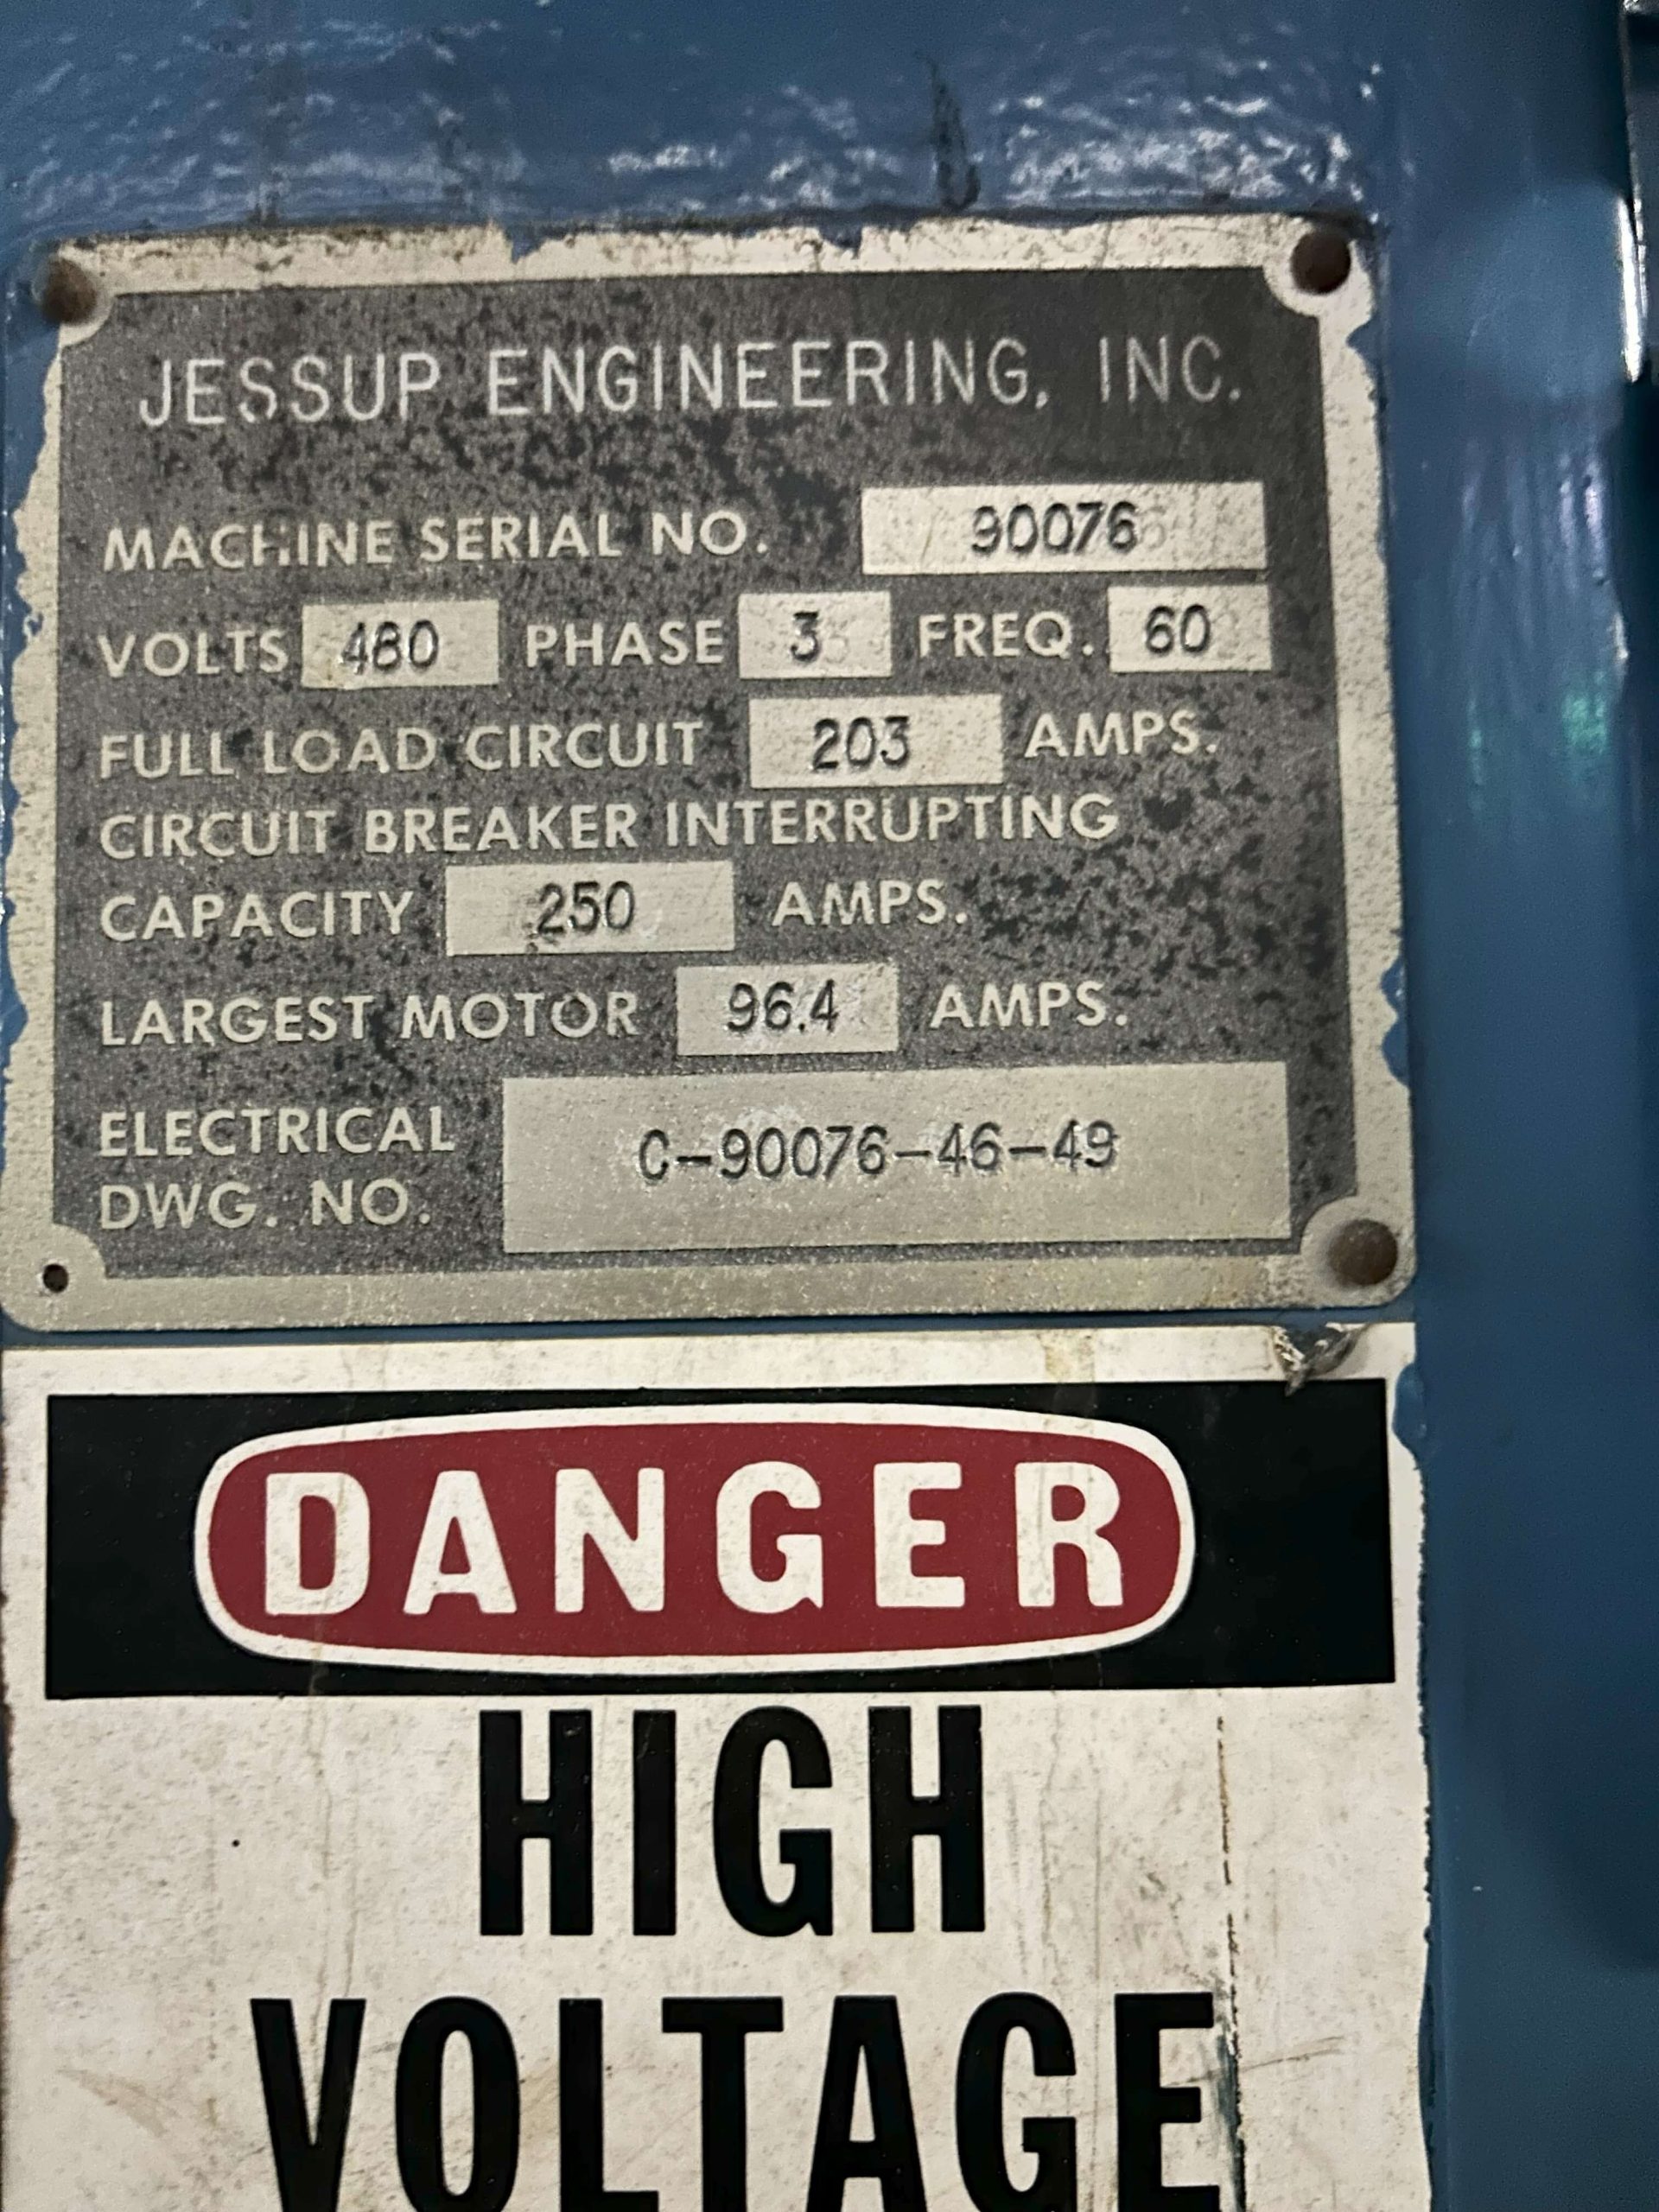 JESSUP ENGINEERING, INC.
MACHINE SERIAL NO. 90076
VOLTS 480 PHASE 3 FREQ. 60
FULL LOAD CIRCUIT 203 AMPS.
CIRCUIT BREAKER INTERRUPTING
CAPACITY 250 AMPS.
LARGEST MOTOR 96.4 AMPS.
ELECTRICAL
DWG. NO. C-90076-46-49
DANGER
HIGH
VOLTAGE